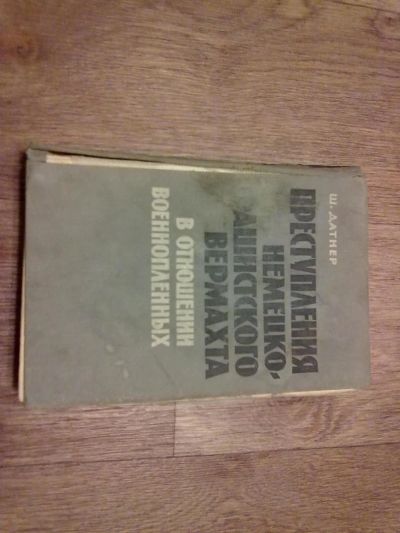 Ш. ДАТНЕР
ПРЕСТУПЛЕНИЯ
НЕМЕЦКО-
ФАШИСТСКОГО
ВЕРМАХТА
В ОТНОШЕНИИ
ВОЕННОПЛЕННЫХ